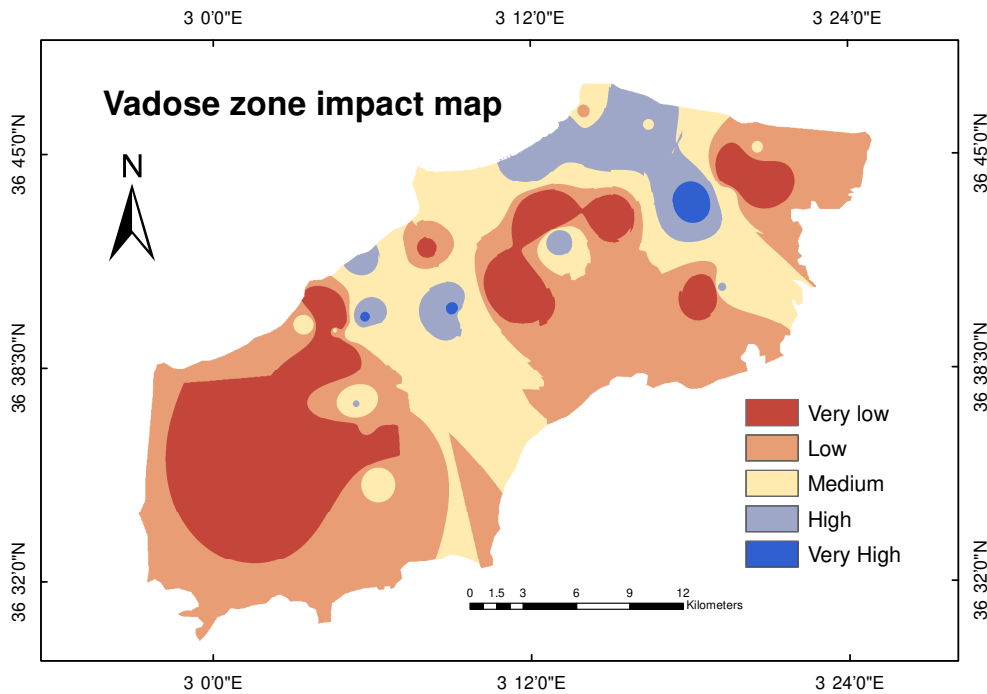 3 0'0"E 3 12'0"E 3 24'0"E
Vadose zone impact map
36 45'0"N 36 45'0"N
N
36 38'30"N 36 38'30"N
Very low
Low
Medium
High
Very High
36 32'0"N 36 32'0"N
0 1.5 3 6 9 12
Kilometers
3 0'0"E 3 12'0"E 3 24'0"E